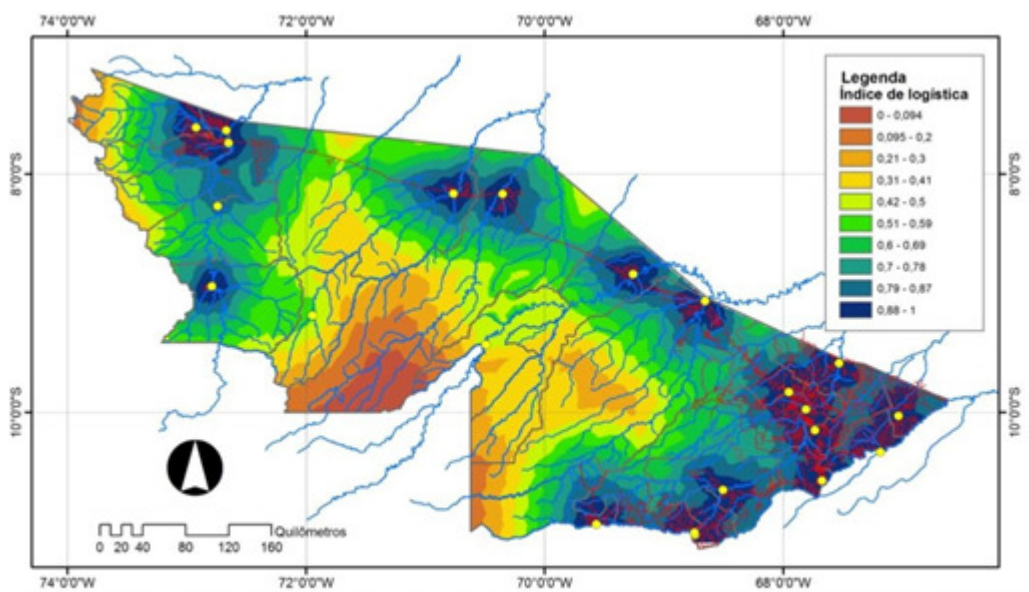 74°0'0"W 72°0'0"W 70°0'0"W 68°0'0"W
Legenda
Índice de logística
0 - 0,094
0,095 - 0,2
0,21 - 0,3
0,31 - 0,41
0,42 - 0,5
0,51 - 0,59
0,6 - 0,69
0,7 - 0,78
0,79 - 0,87
0,88 - 1
8°0'0"S 8°0'0"S
10°0'0"S 10°0'0"S
Quilômetros
0 20 40 80 120 160
74°0'0"W 72°0'0"W 70°0'0"W 68°0'0"W